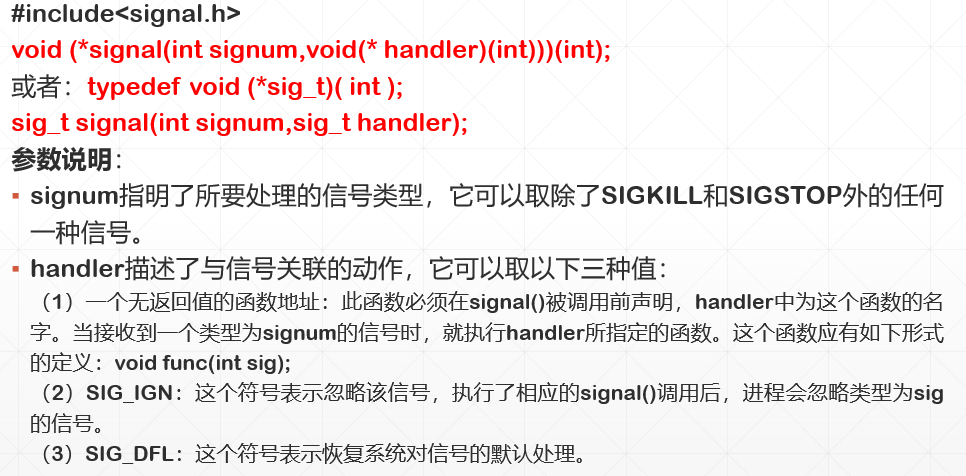 #include<signal.h>
void (*signal(int signum,void(* handler)(int)))(int);
或者：typedef void (*sig_t)( int );
sig_t signal(int signum,sig_t handler);
参数说明：
▪ signum指明了所要处理的信号类型，它可以取除了SIGKILL和SIGSTOP外的任何
一种信号。
▪ handler描述了与信号关联的动作，它可以取以下三种值：
（1）一个无返回值的函数地址：此函数必须在signal()被调用前声明，handler中为这个函数的名
字。当接收到一个类型为signum的信号时，就执行handler所指定的函数。这个函数应有如下形式
的定义：void func(int sig);
（2）SIG_IGN：这个符号表示忽略该信号，执行了相应的signal()调用后，进程会忽略类型为sig
的信号。
（3）SIG_DFL：这个符号表示恢复系统对信号的默认处理。